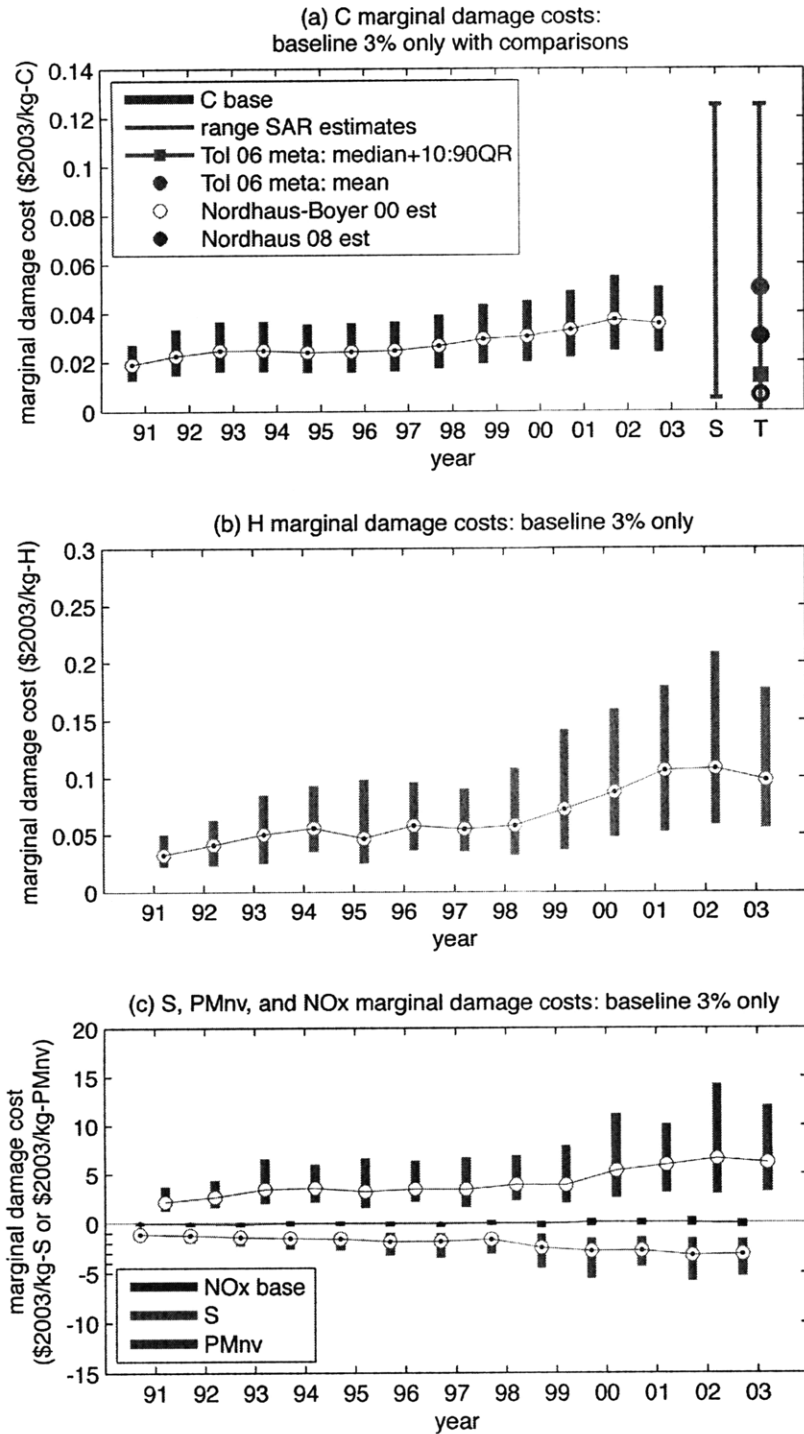 (a) C marginal damage costs:
baseline 3% only with comparisons
marginal damage cost ($2003/kg-C)
0.14
0.12
0.1
0.08
0.06
0.04
0.02
0
C base
range SAR estimates
Tol 06 meta: median+10:90QR
Tol 06 meta: mean
Nordhaus-Boyer 00 est
Nordhaus 08 est
91 92 93 94 95 96 97 98 99 00 01 02 03 S T
year
(b) H marginal damage costs: baseline 3% only
marginal damage cost ($2003/kg-H)
0.3
0.25
0.2
0.15
0.1
0.05
0
91 92 93 94 95 96 97 98 99 00 01 02 03
year
(c) S, PMnv, and NOx marginal damage costs: baseline 3% only
marginal damage cost
($2003/kg-S or $2003/kg-PMnv)
20
15
10
5
0
-5
-10
-15
NOx base
S
PMnv
91 92 93 94 95 96 97 98 99 00 01 02 03
year